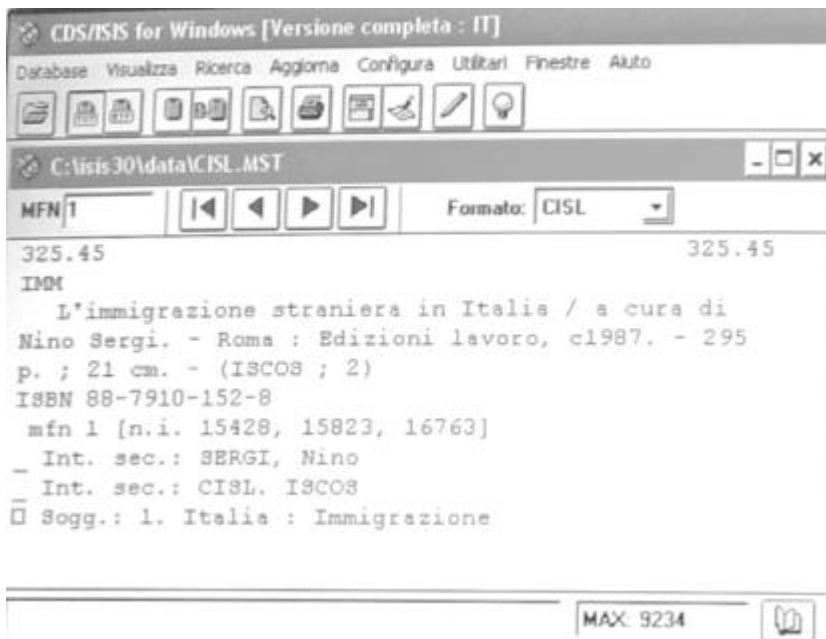 CDS/ISIS for Windows [Versione completa : IT]
Database Visualizza Ricerca Aggiorna Configura Utilitari Finestre Aiuto
C:\isis30\data\CISL.MST
MFN 1 Formato: CISL
325.45 325.45
IMM
L'immigrazione straniera in Italia / a cura di
Nino Sergi. - Roma : Edizioni lavoro, c1987. - 295
p. ; 21 cm. - (ISCOS ; 2)
ISBN 88-7910-152-8
mfn 1 [n.i. 15428, 15823, 16763]
_ Int. sec.: SERGI, Nino
_ Int. sec.: CISL. ISCOS
Sogg.: 1. Italia : Immigrazione
MAX: 9234